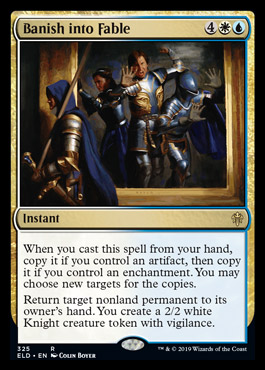 Banish into Fable 4
Instant
When you cast this spell from your hand,
copy it if you control an artifact, then copy
it if you control an enchantment. You may
choose new targets for the copies.
Return target nonland permanent to its
owner's hand. You create a 2/2 white
Knight creature token with vigilance.
325 R
ELD • EN Colin Boyer
™ & © 2019 Wizards of the Coast